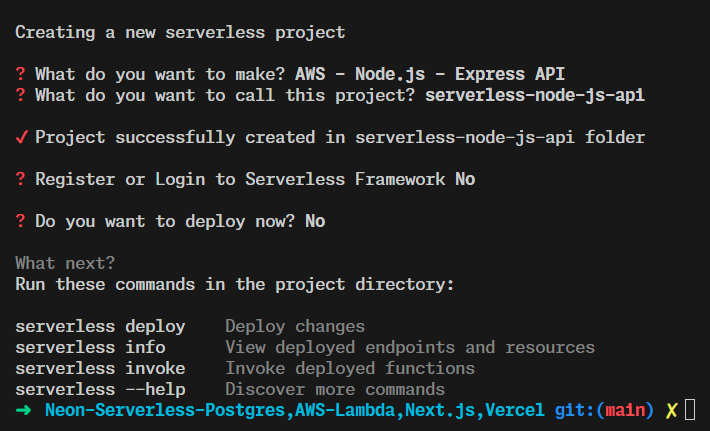 Creating a new serverless project
? What do you want to make? AWS - Node.js - Express API
? What do you want to call this project? serverless-node-js-api
✓ Project successfully created in serverless-node-js-api folder
? Register or Login to Serverless Framework No
? Do you want to deploy now? No
What next?
Run these commands in the project directory:
serverless deploy    Deploy changes
serverless info      View deployed endpoints and resources
serverless invoke    Invoke deployed functions
serverless --help    Discover more commands
➜  Neon-Serverless-Postgres,AWS-Lambda,Next.js,Vercel git:(main) ✗